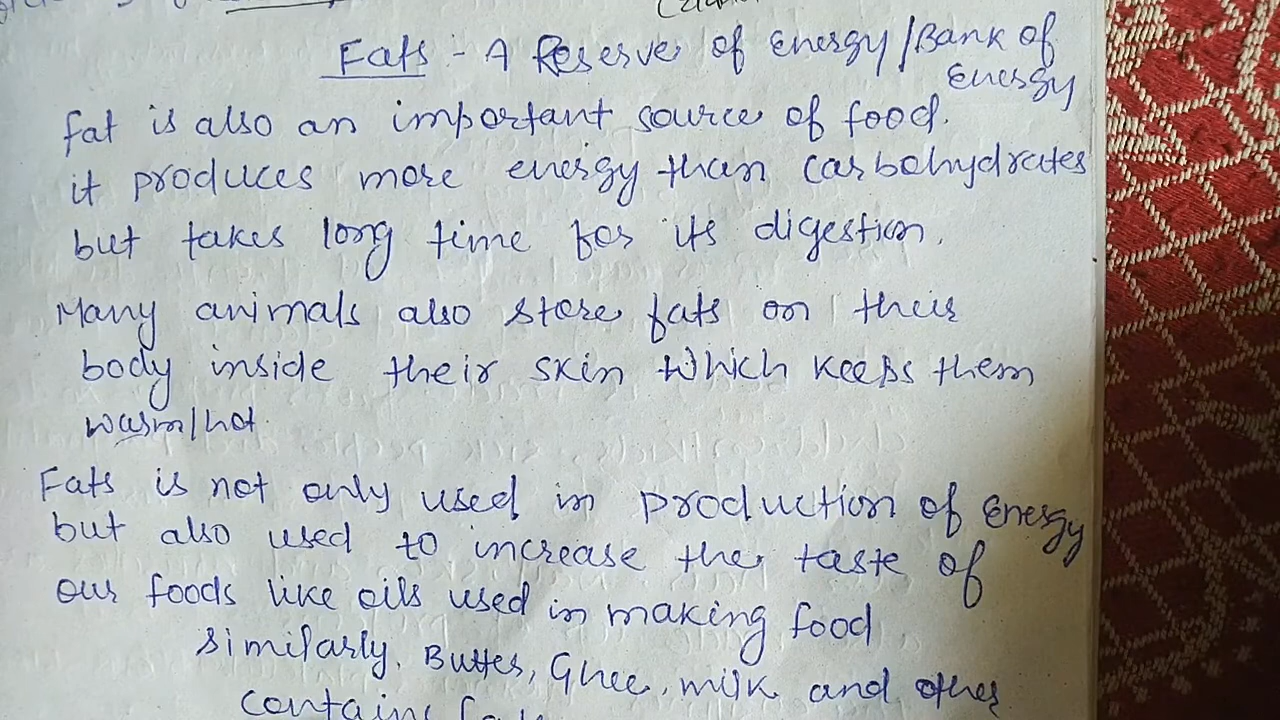 Fats :- A Reserve of Energy/Bank of
Energy
fat is also an important source of food.
it produces more energy than carbohydrates
but takes long time for its digestion.
Many animals also store fats on their
body inside their skin which keeps them
warm/hot.
Fats is not only used in production of Energy
but also used to increase the taste of
our foods like oils used in making food
similarly, Butter, Ghee, milk and other
contains fats